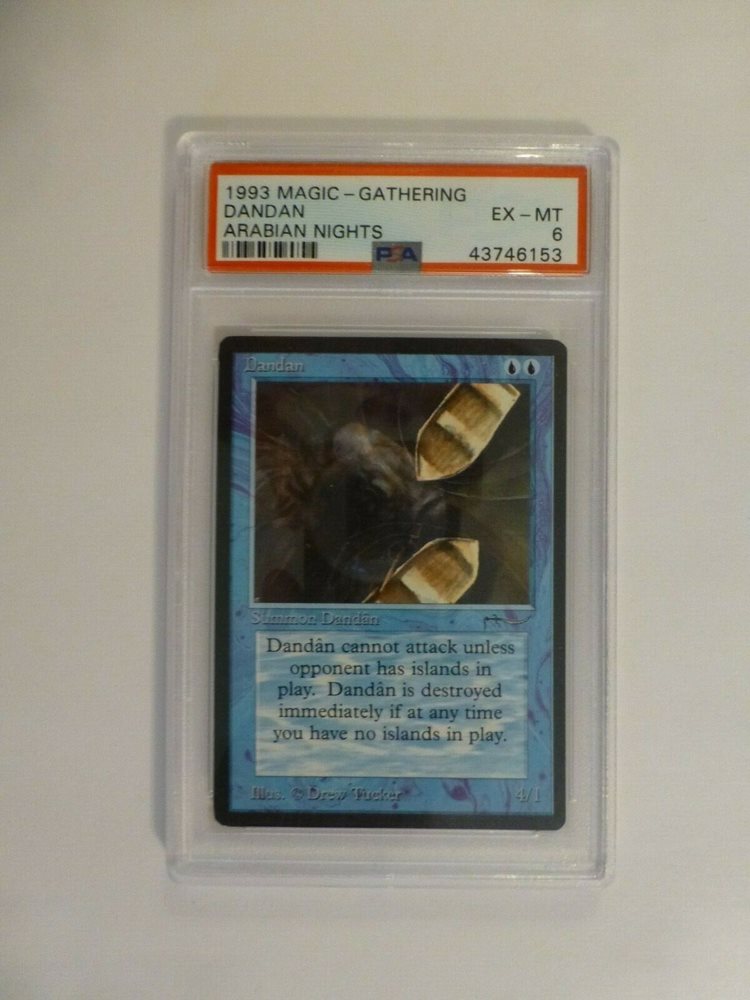 1993 MAGIC – GATHERING
DANDAN EX – MT
ARABIAN NIGHTS 6
PSA 43746153
Dandan
Summon Dandân
Dandân cannot attack unless
opponent has islands in
play. Dandân is destroyed
immediately if at any time
you have no islands in play.
Illus. © Drew Tucker 4/1